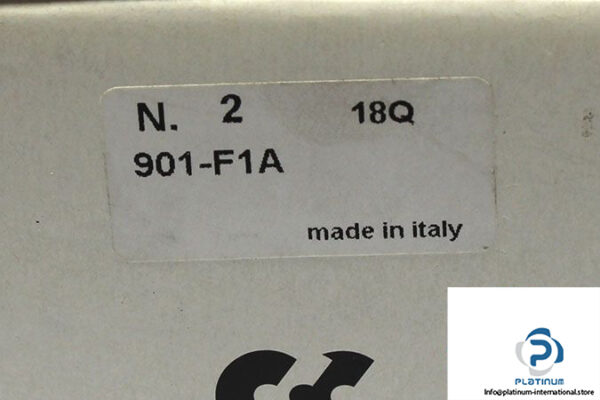 N. 2 18Q
901-F1A
made in italy
PLATINUM
Info@platinum-international.store